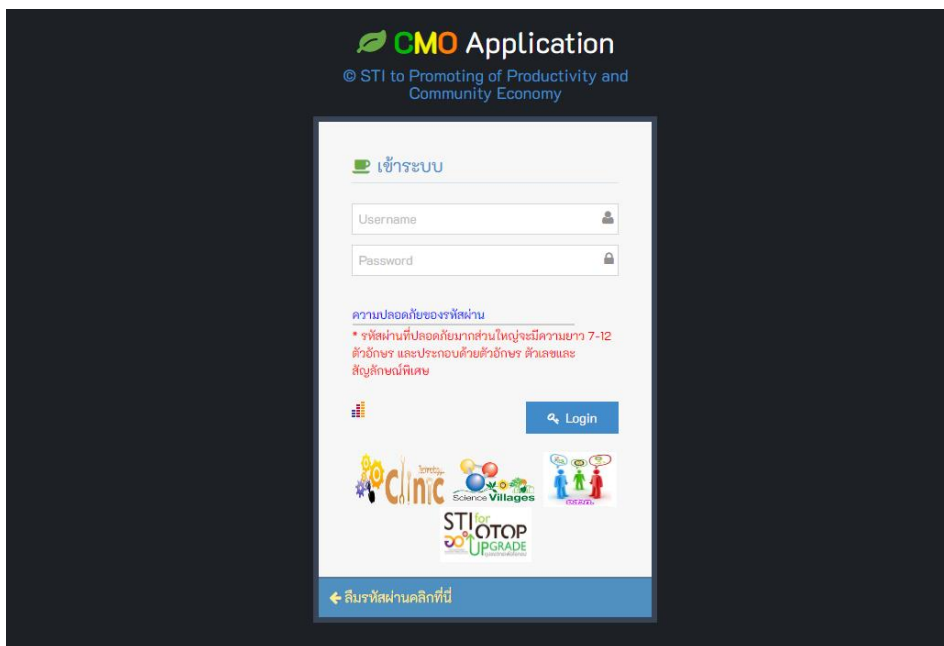 CMO Application
© STI to Promoting of Productivity and
Community Economy
เข้าระบบ
Username
Password
ความปลอดภัยของรหัสผ่าน
* รหัสผ่านที่ปลอดภัยมากส่วนใหญ่จะมีความยาว 7-12
ตัวอักษร และประกอบด้วยตัวอักษร ตัวเลขและ
สัญลักษณ์พิเศษ
Login
Clinic
Science Villages
STI for
OTOP
UPGRADE
ลืมรหัสผ่านคลิกที่นี่